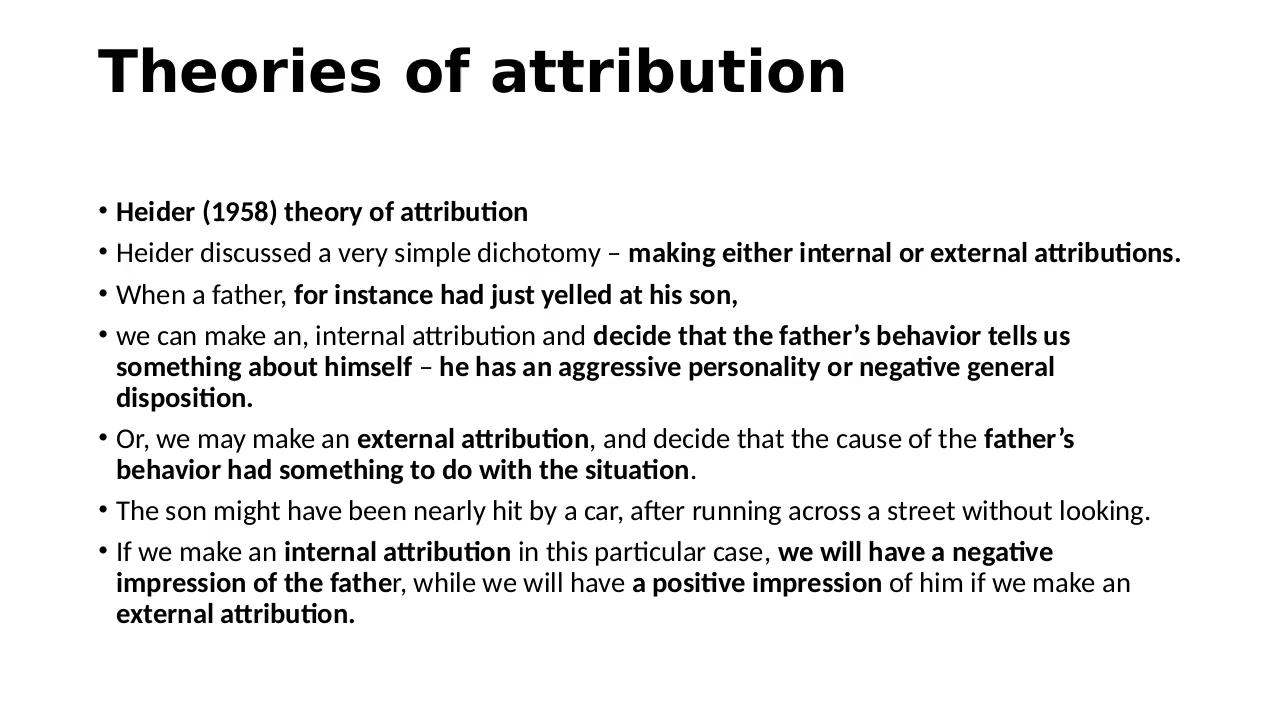 Theories of attribution
• Heider (1958) theory of attribution
• Heider discussed a very simple dichotomy – making either internal or external attributions.
• When a father, for instance had just yelled at his son,
• we can make an, internal attribution and decide that the father’s behavior tells us
something about himself – he has an aggressive personality or negative general
disposition.
• Or, we may make an external attribution, and decide that the cause of the father’s
behavior had something to do with the situation.
• The son might have been nearly hit by a car, after running across a street without looking.
• If we make an internal attribution in this particular case, we will have a negative
impression of the father, while we will have a positive impression of him if we make an
external attribution.